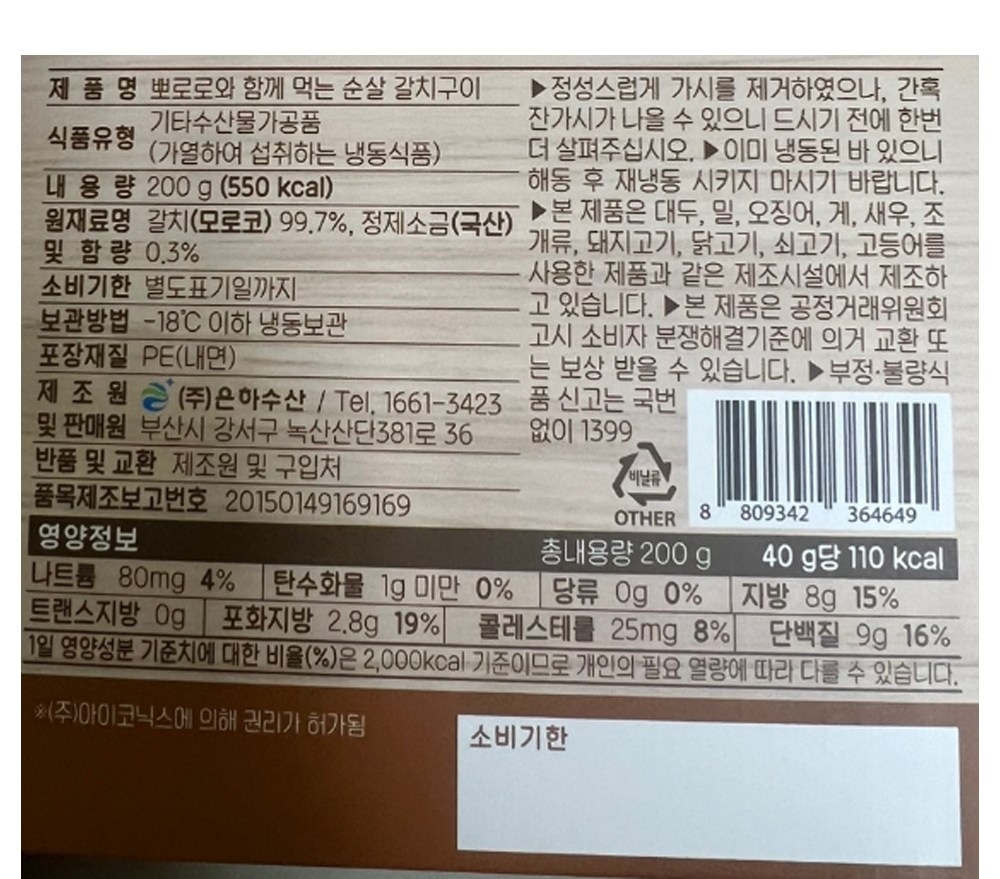 제 품 명 뽀로로와 함께 먹는 순살 갈치구이
식품유형 기타수산물가공품
(가열하여 섭취하는 냉동식품)
내 용 량 200 g (550 kcal)
원재료명 갈치(모로코) 99.7%, 정제소금(국산)
및 함 량 0.3%
소비기한 별도표기일까지
보관방법 -18℃ 이하 냉동보관
포장재질 PE(내면)
제 조 원 (주)은하수산 / Tel. 1661-3423
및 판매원 부산시 강서구 녹산산단381로 36
반품 및 교환 제조원 및 구입처
품목제조보고번호 20150149169169
▶정성스럽게 가시를 제거하였으나, 간혹
잔가시가 나올 수 있으니 드시기 전에 한번
더 살펴주십시오. ▶이미 냉동된 바 있으니
해동 후 재냉동 시키지 마시기 바랍니다.
▶본 제품은 대두, 밀, 오징어, 게, 새우, 조
개류, 돼지고기, 닭고기, 쇠고기, 고등어를
사용한 제품과 같은 제조시설에서 제조하
고 있습니다. ▶본 제품은 공정거래위원회
고시 소비자 분쟁해결기준에 의거 교환 또
는 보상 받을 수 있습니다. ▶부정·불량식
품 신고는 국번
없이 1399
비닐류
OTHER
8 809342 364649
영양정보 총내용량 200 g 40 g당 110 kcal
나트륨 80mg 4% 탄수화물 1g 미만 0% 당류 0g 0% 지방 8g 15%
트랜스지방 0g 포화지방 2.8g 19% 콜레스테롤 25mg 8% 단백질 9g 16%
1일 영양성분 기준치에 대한 비율(%)은 2,000kcal 기준이므로 개인의 필요 열량에 따라 다를 수 있습니다.
※(주)아이코닉스에 의해 권리가 허가됨
소비기한